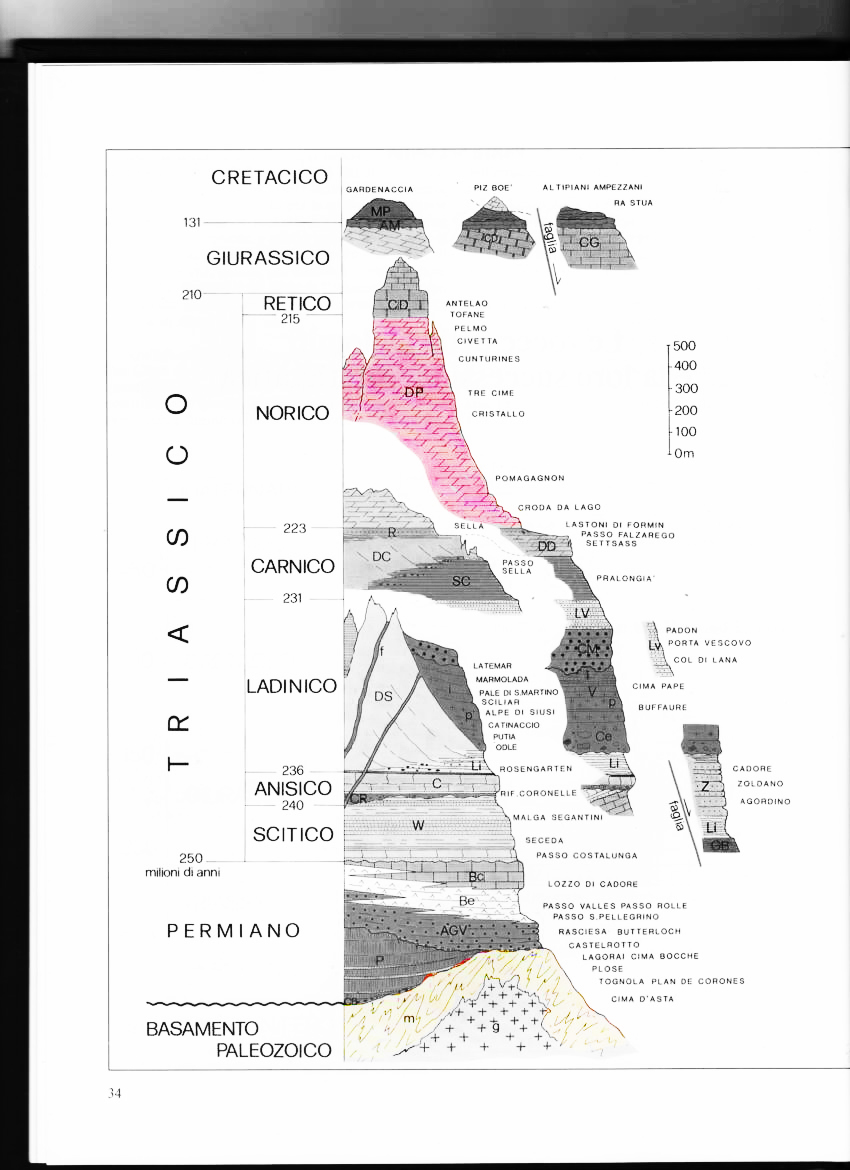 CRETACICO
GARDENACCIA
PIZ BOE'
ALTIPIANI AMPEZZANI
RA STUA
MP
AM
131
faglia
CG
GIURASSICO
210
RETICO
CD
ANTELAO
TOFANE
215
PELMO
CIVETTA
500
400
300
200
100
0m
CUNTURINES
TRIASSICO
NORICO
DP
TRE CIME
CRISTALLO
POMAGAGNON
CRODA DA LAGO
223
R
SELLA
LASTONI DI FORMIN
PASSO FALZAREGO
SETTSASS
DD
CARNICO
DC
SC
PASSO
SELLA
PRALONGIA'
231
LV
PADON
PORTA VESCOVO
COL DI LANA
Lv
CM
LADINICO
f
DS
LATEMAR
MARMOLADA
PALE DI S.MARTINO
SCILIAR
ALPE DI SIUSI
CATINACCIO
PUTIA
ODLE
i
p
V
p
Ce
CIMA PAPE
BUFFAURE
236
Li
ROSENGARTEN
Li
CADORE
ZOLDANO
AGORDINO
Z
faglia
Li
ANISICO
C
CR
RIF. CORONELLE
240
SCITICO
W
MALGA SEGANTINI
SECEDA
PASSO COSTALUNGA
250
milioni di anni
Bc
LOZZO DI CADORE
Be
PASSO VALLES PASSO ROLLE
PASSO S.PELLEGRINO
PERMIANO
AGV
RASCIESA BUTTERLOCH
CASTELROTTO
P
LAGORAI CIMA BOCCHE
PLOSE
TOGNOLA PLAN DE CORONES
CIMA D'ASTA
BASAMENTO
PALEOZOICO
m
g
34